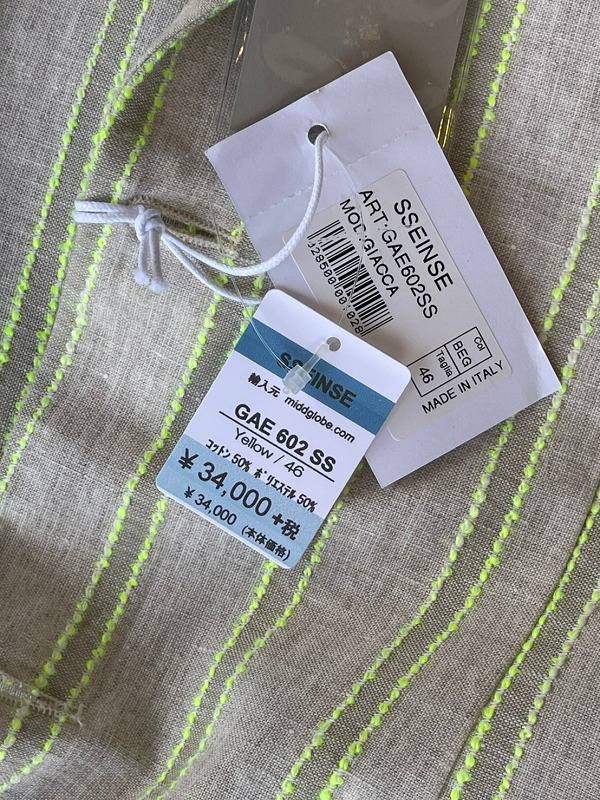 SSEINSE
ART:GAE602SS
MOD:GIACCA
Col
BEG
Taglia
46
MADE IN ITALY
SSEINSE
輸入元 middglobe.com
GAE 602 SS
Yellow / 46
コットン 50% ポリエステル 50%
¥ 34,000 +税
¥ 34,000 (本体価格)